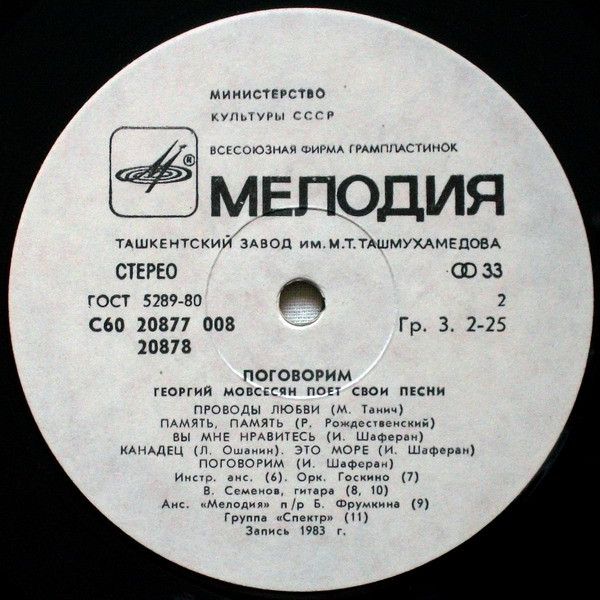 МИНИСТЕРСТВО
КУЛЬТУРЫ СССР
ВСЕСОЮЗНАЯ ФИРМА ГРАМПЛАСТИНОК
®
МЕЛОДИЯ
ТАШКЕНТСКИЙ ЗАВОД им. М.Т. ТАШМУХАМЕДОВА
СТЕРЕО 33
ГОСТ 5289-80 2
С60 20877 008 Гр. 3. 2-25
20878
ПОГОВОРИМ
ГЕОРГИЙ МОВСЕСЯН ПОЕТ СВОИ ПЕСНИ
ПРОВОДЫ ЛЮБВИ (М. Танич)
ПАМЯТЬ, ПАМЯТЬ (Р. Рождественский)
ВЫ МНЕ НРАВИТЕСЬ (И. Шаферан)
КАНАДЕЦ (Л. Ошанин). ЭТО МОРЕ (И. Шаферан)
ПОГОВОРИМ (И. Шаферан)
Инстр. анс. (6). Орк. Госкино (7)
В. Семенов, гитара (8, 10)
Анс. «Мелодия» п/р Б. Фрумкина (9)
Группа «Спектр» (11)
Запись 1983 г.